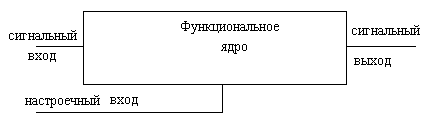 Функциональное
ядро
сигнальный
вход
сигнальный
выход
настроечный вход